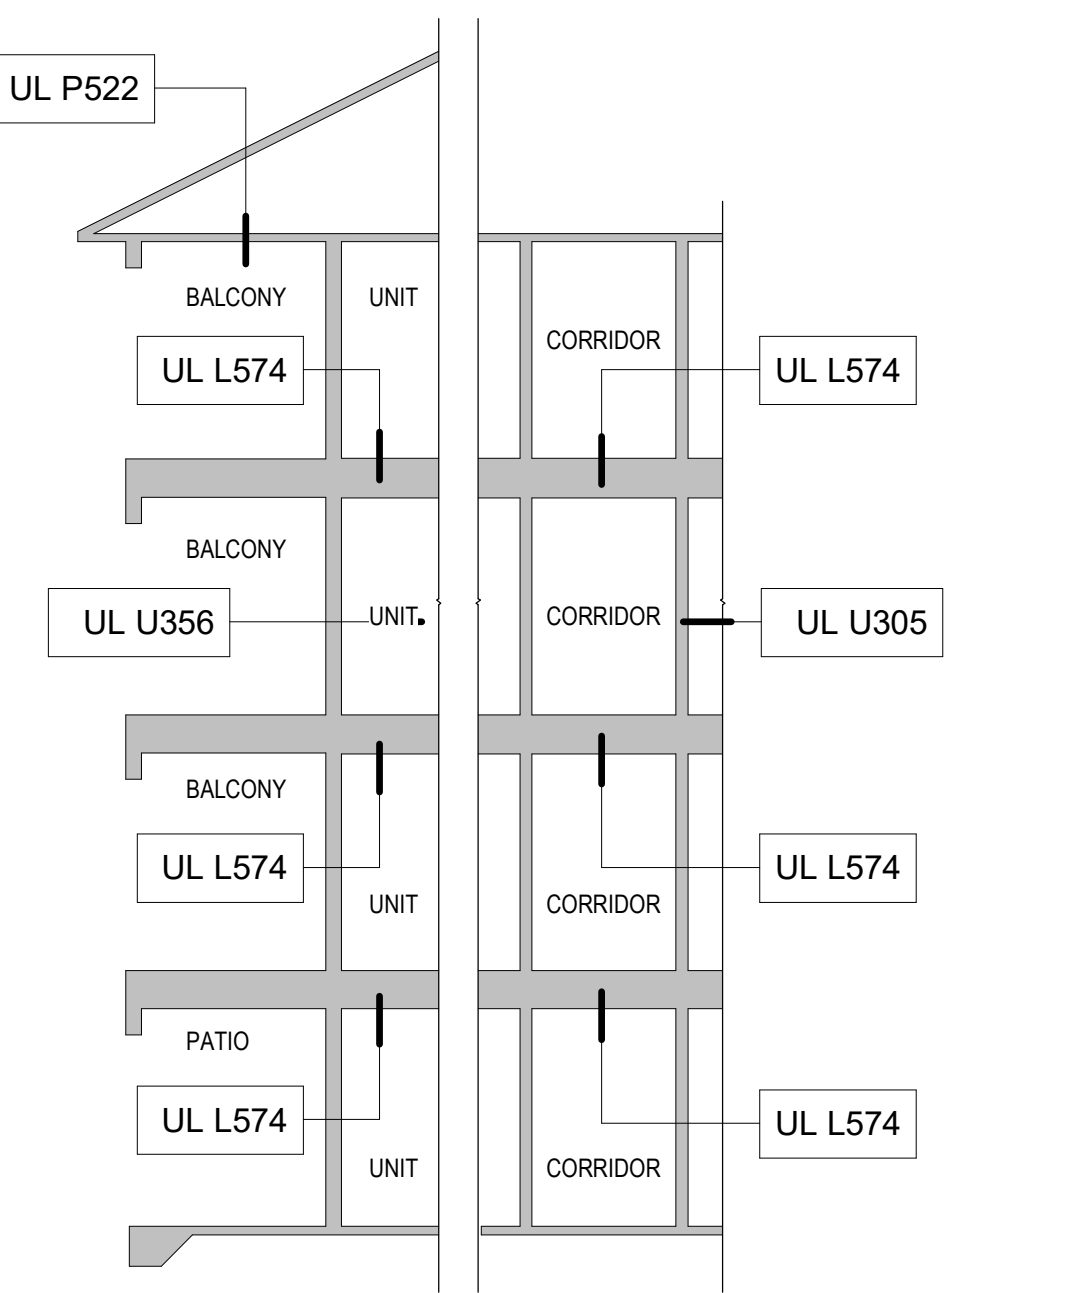 UL P522
BALCONY
UNIT
CORRIDOR
UL L574
UL L574
BALCONY
UL U356
UNIT
CORRIDOR
UL U305
BALCONY
UL L574
UL L574
UNIT
CORRIDOR
PATIO
UL L574
UL L574
UNIT
CORRIDOR